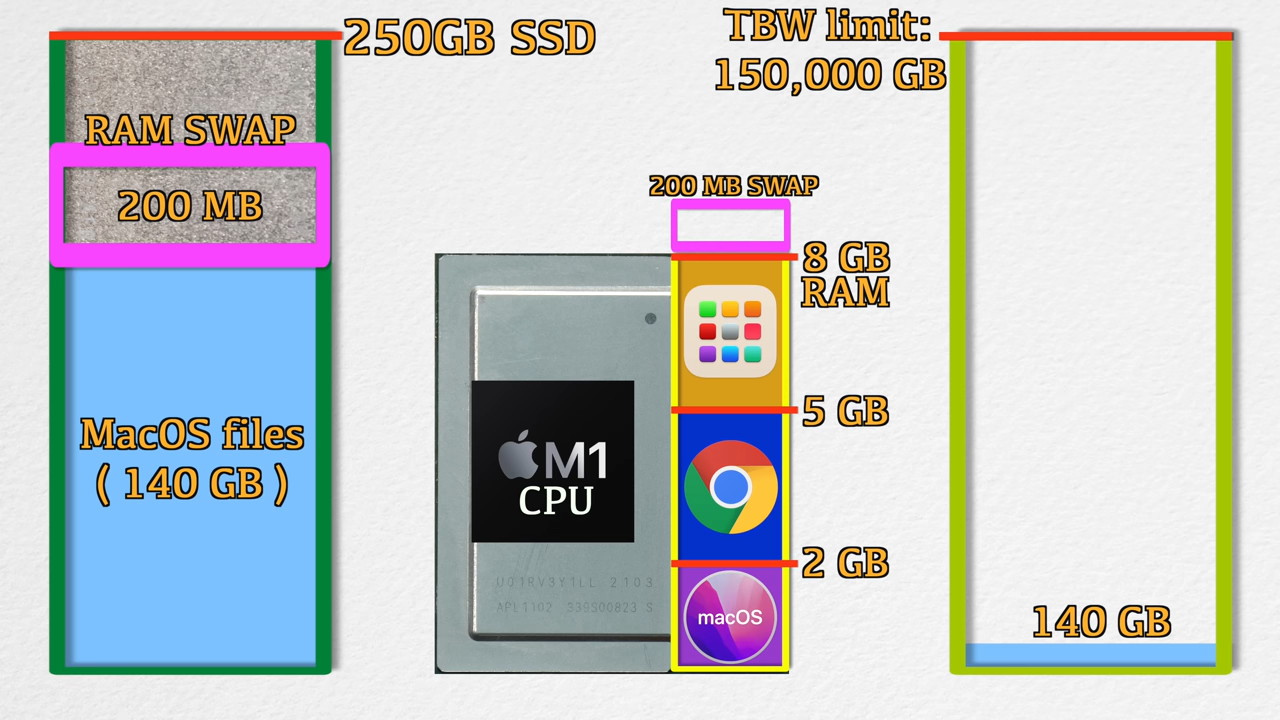 250GB SSD
RAM SWAP
200 MB
MacOS files
( 140 GB )
200 MB SWAP
8 GB
RAM
5 GB
2 GB
M1
CPU
macOS
UQ1RV3Y1LL 2103
APL1102 339S00823 S
TBW limit:
150,000 GB
140 GB